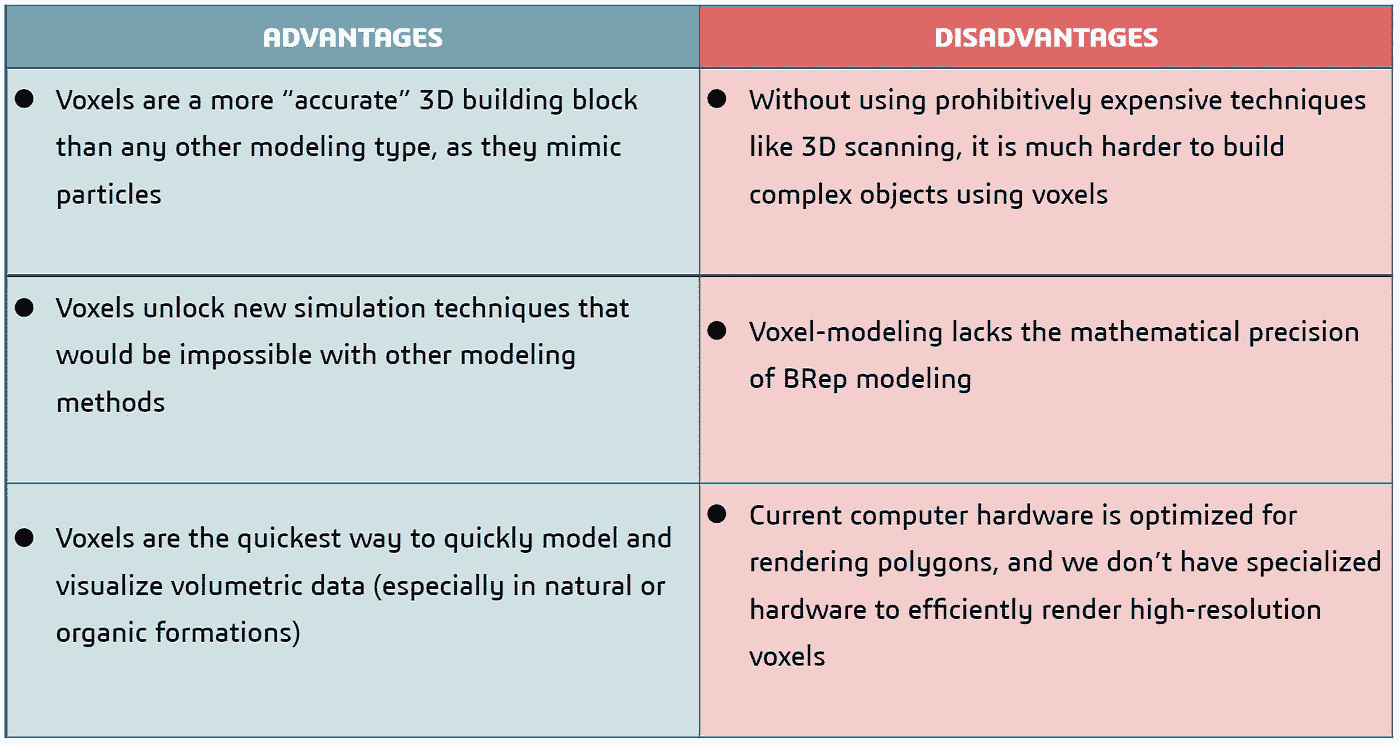 ADVANTAGES
DISADVANTAGES
● Voxels are a more “accurate” 3D building block
than any other modeling type, as they mimic
particles
● Without using prohibitively expensive techniques
like 3D scanning, it is much harder to build
complex objects using voxels
● Voxels unlock new simulation techniques that
would be impossible with other modeling
methods
● Voxel-modeling lacks the mathematical precision
of BRep modeling
● Voxels are the quickest way to quickly model and
visualize volumetric data (especially in natural or
organic formations)
● Current computer hardware is optimized for
rendering polygons, and we don’t have specialized
hardware to efficiently render high-resolution
voxels